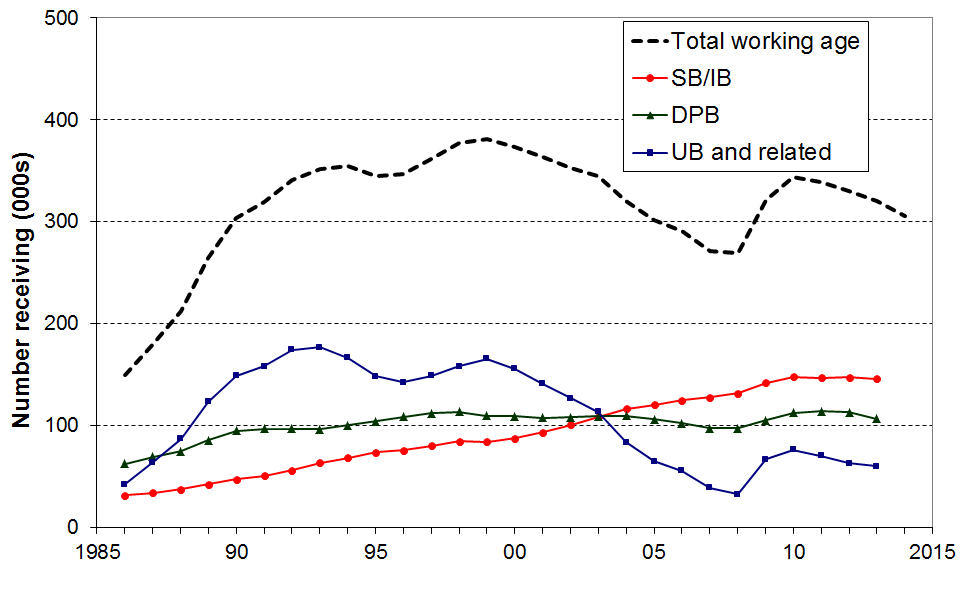 500
400
300
200
100
0
Number receiving (000s)
Total working age
SB/IB
DPB
UB and related
1985 90 95 00 05 10 2015